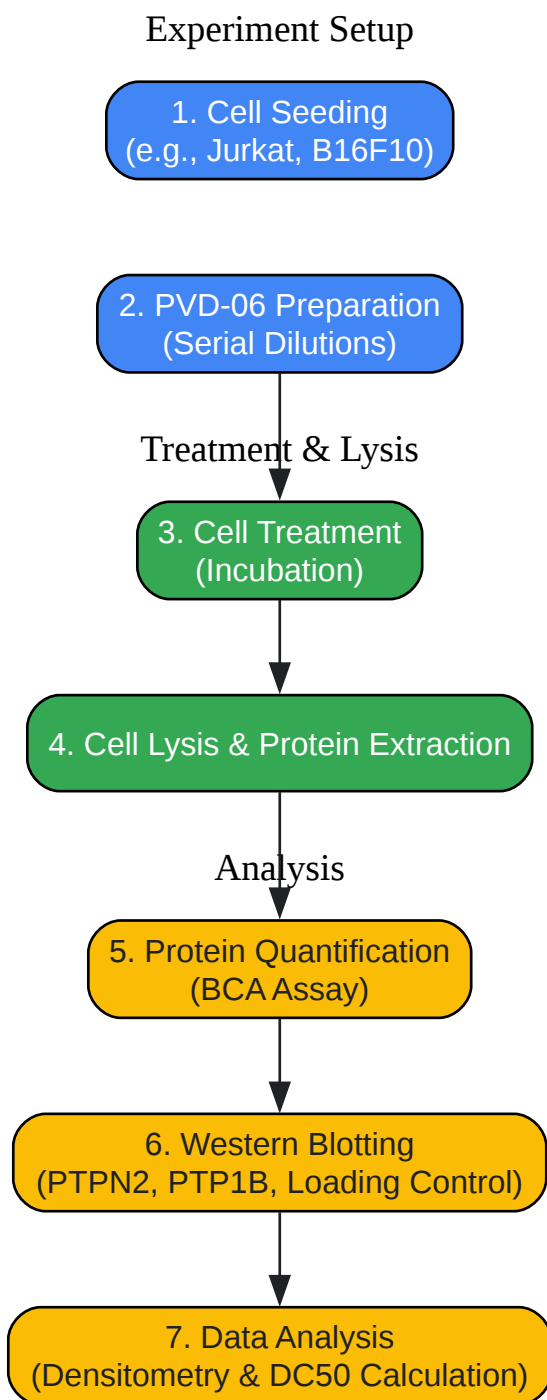 Experiment Setup
1. Cell Seeding
(e.g., Jurkat, B16F10)
2. PVD-06 Preparation
(Serial Dilutions)
Treatment & Lysis
3. Cell Treatment
(Incubation)
4. Cell Lysis & Protein Extraction
Analysis
5. Protein Quantification
(BCA Assay)
6. Western Blotting
(PTPN2, PTP1B, Loading Control)
7. Data Analysis
(Densitometry & DC50 Calculation)